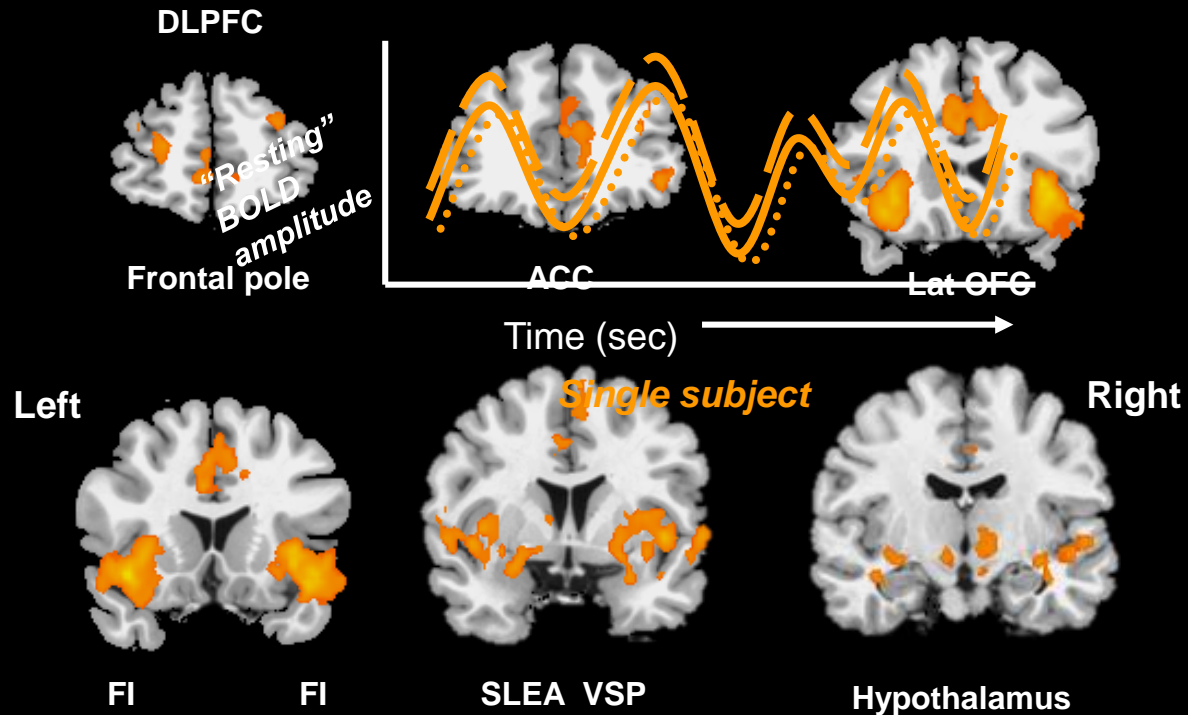 DLPFC
“Resting”
BOLD
amplitude
Frontal pole
ACC
Lat OFC
Time (sec)
Single subject
Left
Right
FI
FI
SLEA VSP
Hypothalamus